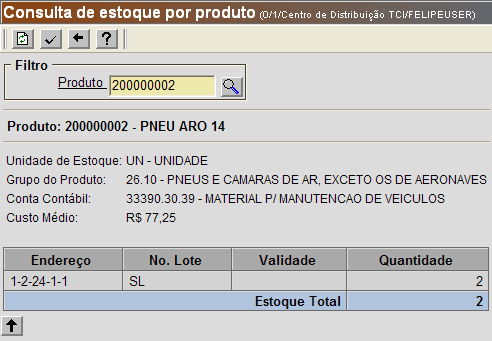 Consulta de estoque por produto (O/1/Centro de Distribuição TCI/FELIPEUSER)
?
Filtro
Produto 200000002
Produto: 200000002 - PNEU ARO 14
Unidade de Estoque: UN - UNIDADE
Grupo do Produto: 26.10 - PNEUS E CAMARAS DE AR, EXCETO OS DE AERONAVES
Conta Contábil: 33390.30.39 - MATERIAL P/ MANUTENCAO DE VEICULOS
Custo Médio: R$ 77,25
Endereço No. Lote Validade Quantidade
1-2-24-1-1 SL 2
Estoque Total 2